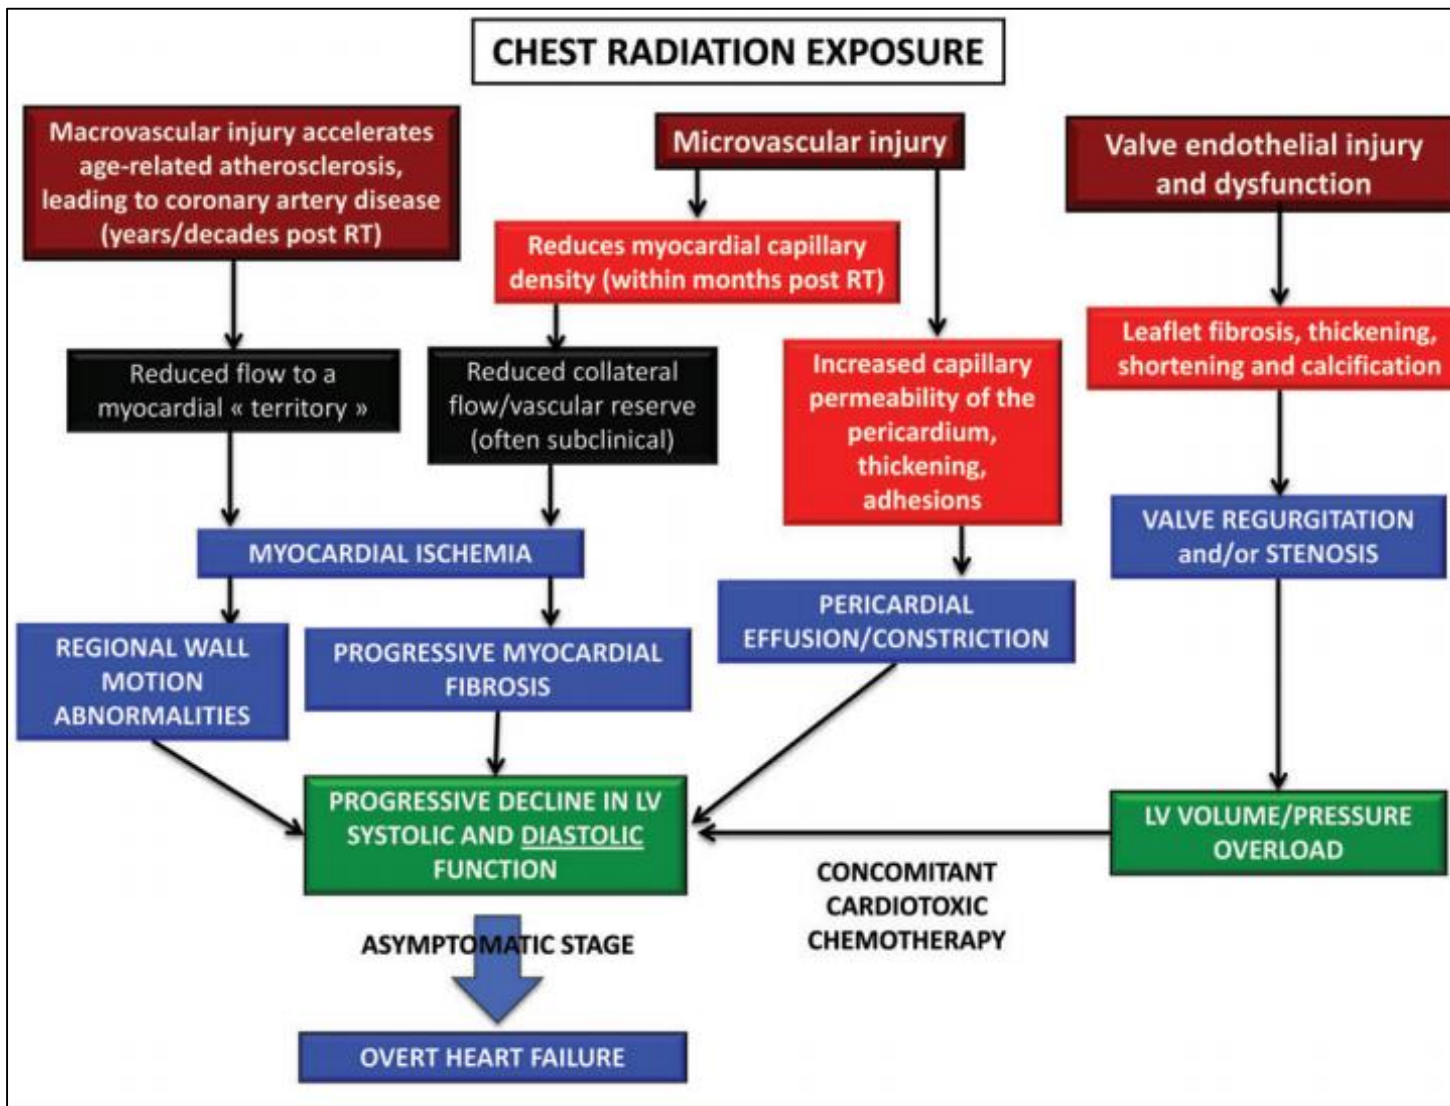 CHEST RADIATION EXPOSURE
Macrovascular injury accelerates
age-related atherosclerosis,
leading to coronary artery disease
(years/decades post RT)
Microvascular injury
Valve endothelial injury
and dysfunction
Reduces myocardial capillary
density (within months post RT)
Leaflet fibrosis, thickening,
shortening and calcification
Reduced flow to a
myocardial « territory »
Reduced collateral
flow/vascular reserve
(often subclinical)
Increased capillary
permeability of the
pericardium,
thickening,
adhesions
MYOCARDIAL ISCHEMIA
VALVE REGURGITATION
and/or STENOSIS
REGIONAL WALL
MOTION
ABNORMALITIES
PROGRESSIVE MYOCARDIAL
FIBROSIS
PERICARDIAL
EFFUSION/CONSTRICTION
PROGRESSIVE DECLINE IN LV
SYSTOLIC AND DIASTOLIC
FUNCTION
LV VOLUME/PRESSURE
OVERLOAD
CONCOMITANT
CARDIOTOXIC
CHEMOTHERAPY
ASYMPTOMATIC STAGE
OVERT HEART FAILURE